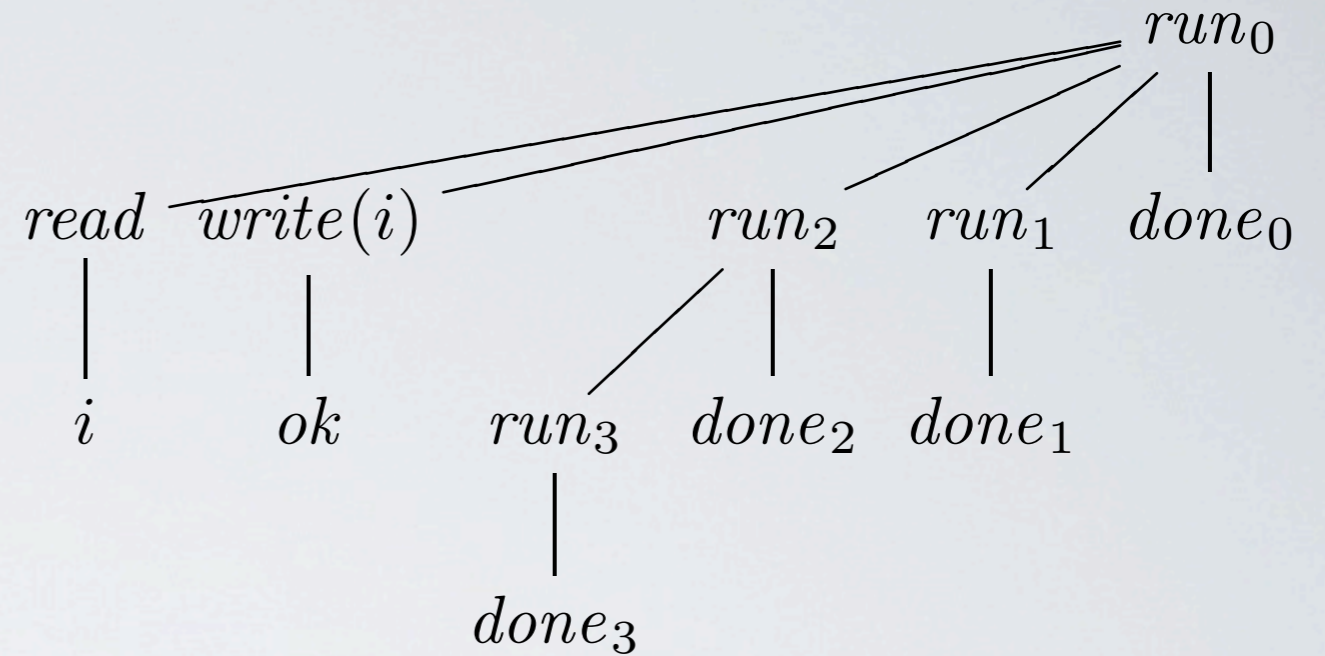 run₀
read write(i) run₂ run₁ done₀
i ok run₃ done₂ done₁
done₃